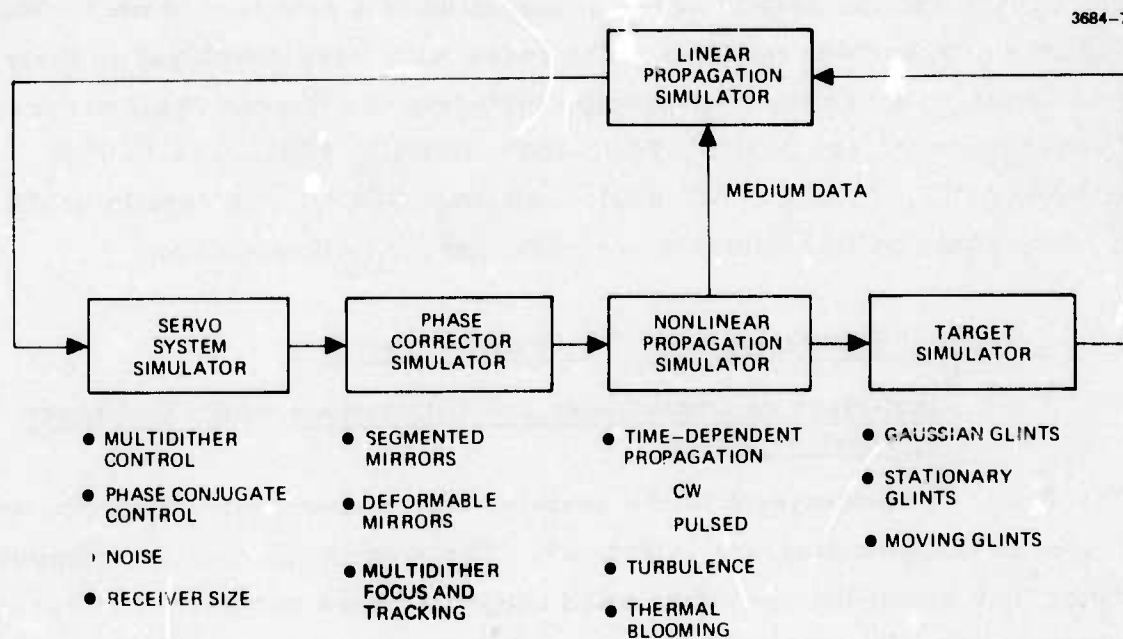 3684-7
LINEAR
PROPAGATION
SIMULATOR
MEDIUM DATA
SERVO
SYSTEM
SIMULATOR
PHASE
CORRECTOR
SIMULATOR
NONLINEAR
PROPAGATION
SIMULATOR
TARGET
SIMULATOR
● MULTIDITHER
CONTROL
● PHASE CONJUGATE
CONTROL
● NOISE
● RECEIVER SIZE
● SEGMENTED
MIRRORS
● DEFORMABLE
MIRRORS
● MULTIDITHER
FOCUS AND
TRACKING
● TIME-DEPENDENT
PROPAGATION
CW
PULSED
● TURBULENCE
● THERMAL
BLOOMING
● GAUSSIAN GLINTS
● STATIONARY
GLINTS
● MOVING GLINTS